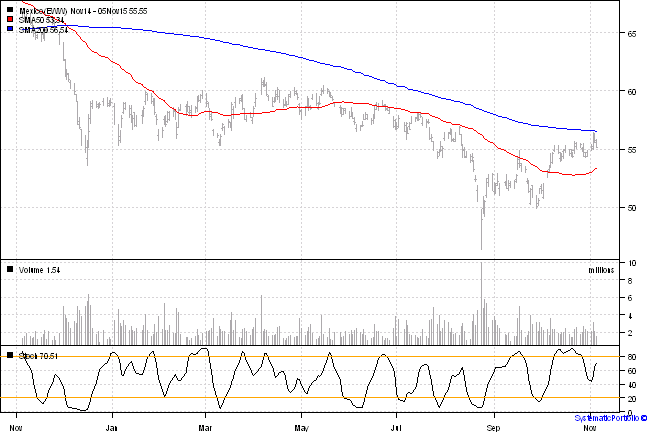 Mexico(EWW) Nov14 - 05Nov15 55.55
SMA50 53.34
SMA200 56.54
65
60
55
50
Volume 1.54
millions
10
8
6
4
2
Stoch 70.51
80
60
40
20
0
Nov Jan Mar May Jul Sep Nov
SystematicPortfolio ©